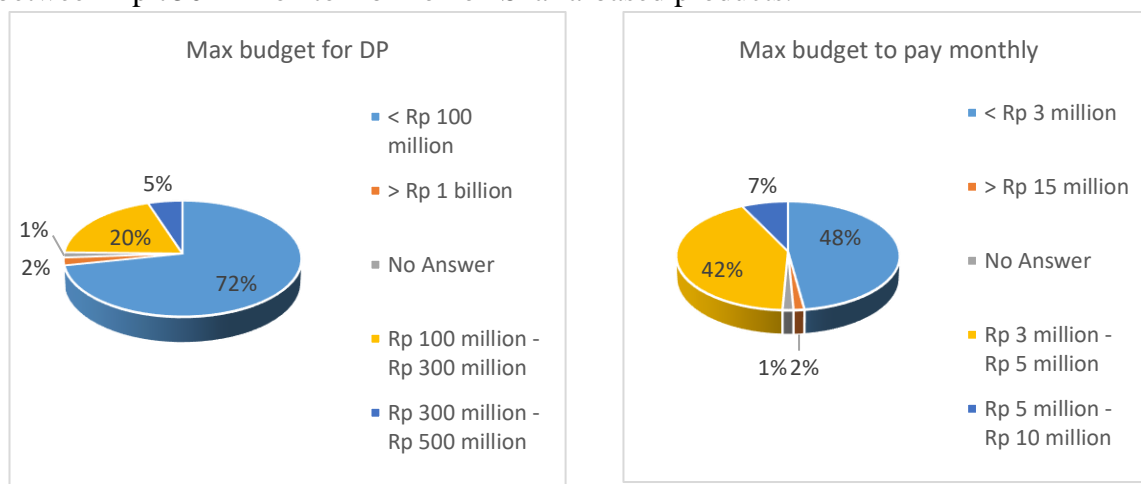 Max budget for DP
< Rp 100
million
> Rp 1 billion
No Answer
Rp 100 million -
Rp 300 million
Rp 300 million -
Rp 500 million
5%
1%
20%
2%
72%
Max budget to pay monthly
< Rp 3 million
> Rp 15 million
No Answer
Rp 3 million -
Rp 5 million
Rp 5 million -
Rp 10 million
7%
48%
42%
1%
2%